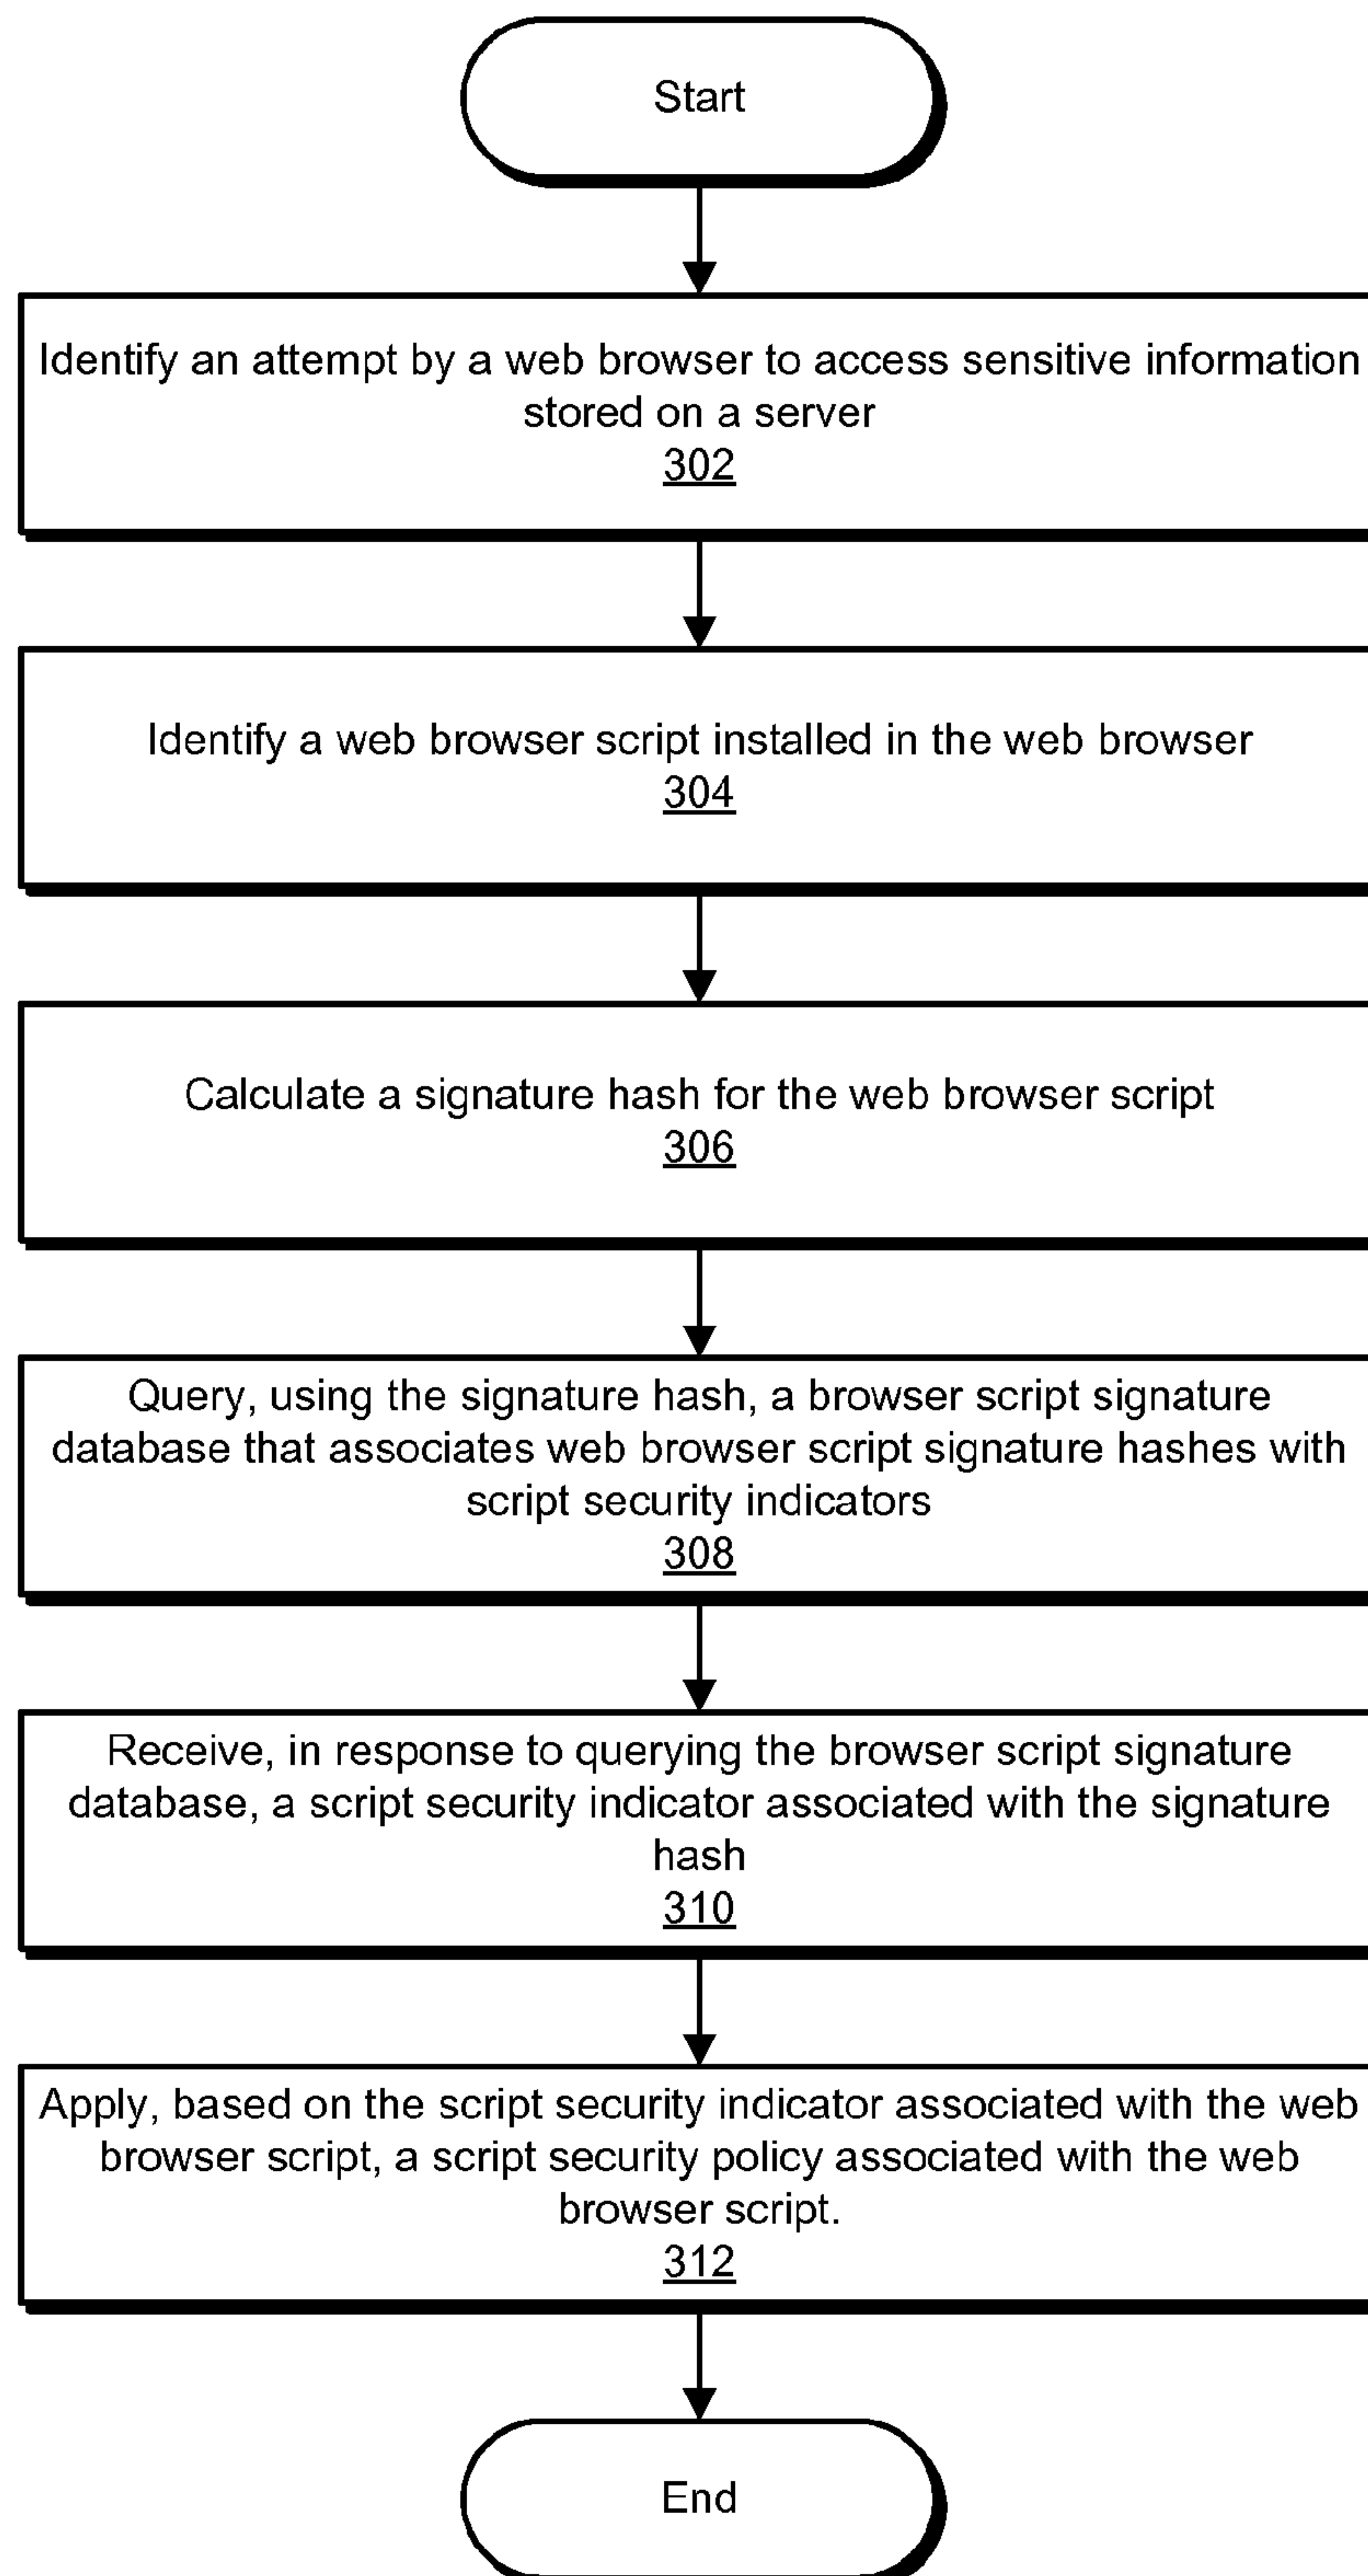 Start
Identify an attempt by a web browser to access sensitive information
stored on a server
302
Identify a web browser script installed in the web browser
304
Calculate a signature hash for the web browser script
306
Query, using the signature hash, a browser script signature
database that associates web browser script signature hashes with
script security indicators
308
Receive, in response to querying the browser script signature
database, a script security indicator associated with the signature
hash
310
Apply, based on the script security indicator associated with the web
browser script, a script security policy associated with the web
browser script.
312
End